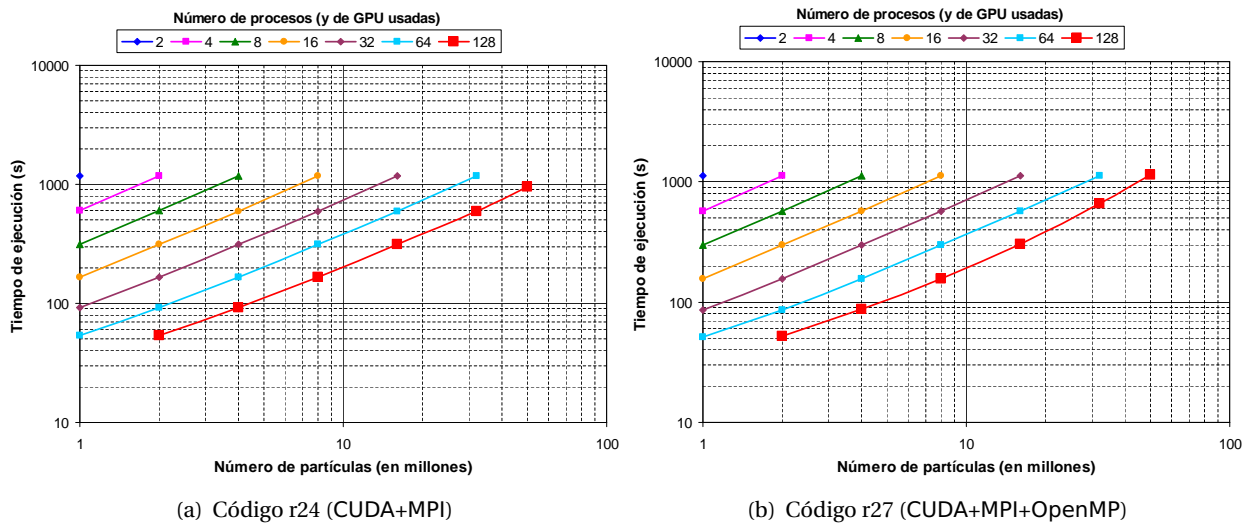 Número de procesos (y de GPU usadas)
2 4 8 16 32 64 128
10000
1000
100
10
Tiempo de ejecución (s)
1 10 100
Número de partículas (en millones)
(a) Código r24 (CUDA+MPI)
Número de procesos (y de GPU usadas)
2 4 8 16 32 64 128
10000
1000
100
10
Tiempo de ejecución (s)
1 10 100
Número de partículas (en millones)
(b) Código r27 (CUDA+MPI+OpenMP)